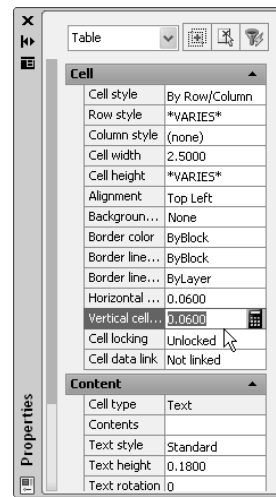 Table
Cell
Cell style By Row/Column
Row style *VARIES*
Column style (none)
Cell width 2.5000
Cell height *VARIES*
Alignment Top Left
Backgroun... None
Border color ByBlock
Border line... ByBlock
Border line... ByLayer
Horizontal ... 0.0600
Vertical cell... 0.0600
Cell locking Unlocked
Cell data link Not linked
Content
Cell type Text
Contents
Text style Standard
Text height 0.1800
Text rotation 0
Properties